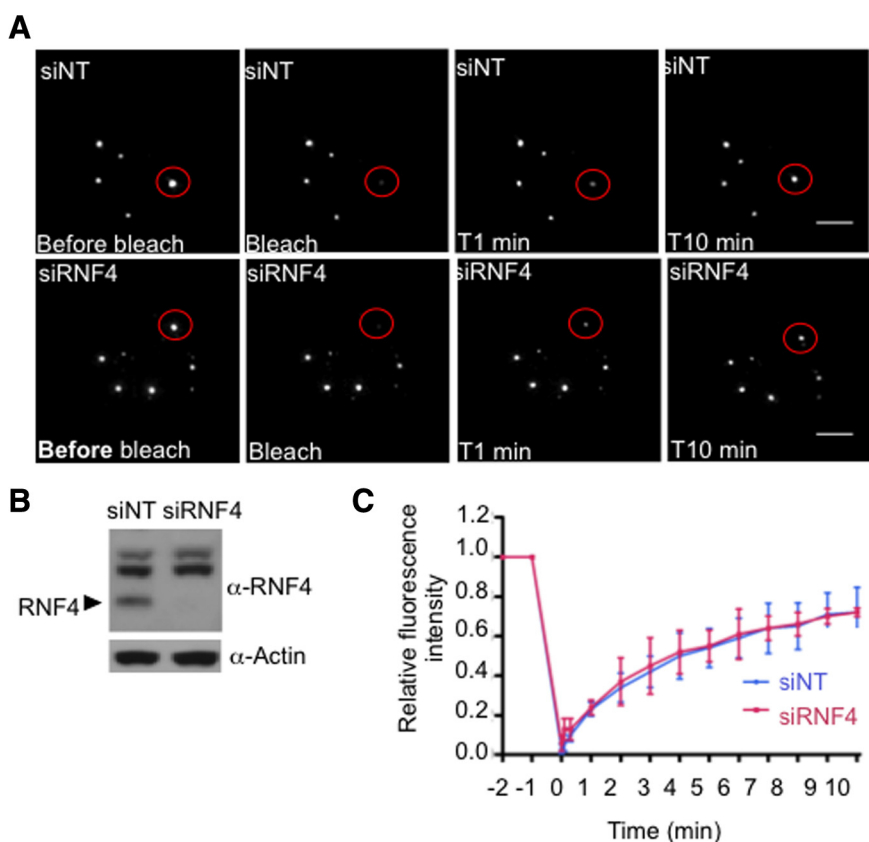 A
siNT
siNT
siNT
siNT
Before bleach
Bleach
T1 min
T10 min
siRNF4
siRNF4
siRNF4
siRNF4
Before bleach
Bleach
T1 min
T10 min
B
siNT siRNF4
RNF4
α-RNF4
α-Actin
C
Relative fluorescence
intensity
1.2
1.0
0.8
0.6
0.4
0.2
0.0
siNT
siRNF4
-2 -1 0 1 2 3 4 5 6 7 8 9 10
Time (min)